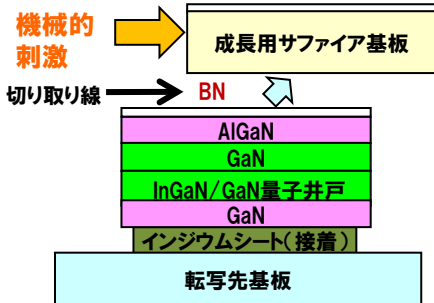 機械的
刺激
成長用サファイア基板
切り取り線
BN
AlGaN
GaN
InGaN/GaN量子井戸
GaN
インジウムシート(接着)
転写先基板